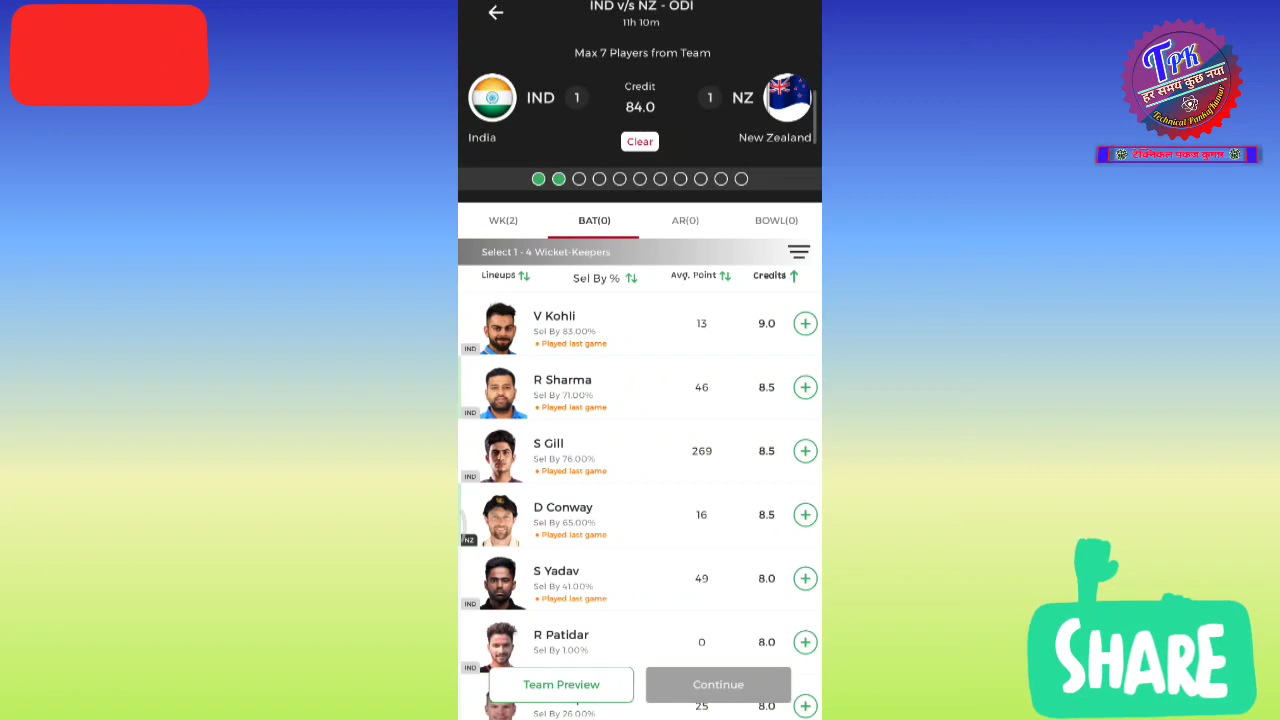 IND v/s NZ - ODI
11h 10m
Max 7 Players from Team
IND 1
Credit
84.0
1 NZ
India
Clear
New Zealand
WK(2) BAT(0) AR(0) BOWL(0)
Select 1 - 4 Wicket-Keepers
Lineups Sel By % Avg. Point Credits
V Kohli
Sel By 83.00%
Played last game
IND
13 9.0
R Sharma
Sel By 71.00%
Played last game
IND
46 8.5
S Gill
Sel By 76.00%
Played last game
IND
269 8.5
D Conway
Sel By 65.00%
Played last game
NZ
16 8.5
S Yadav
Sel By 41.00%
Played last game
IND
49 8.0
R Patidar
Sel By 1.00%
IND
0 8.0
Team Preview
Continue
Sel By 26.00%
25 8.0
TPK
हर समय कुछ नया
Technical Pankajkumar
टेक्निकल पंकज कुमार
SHARE